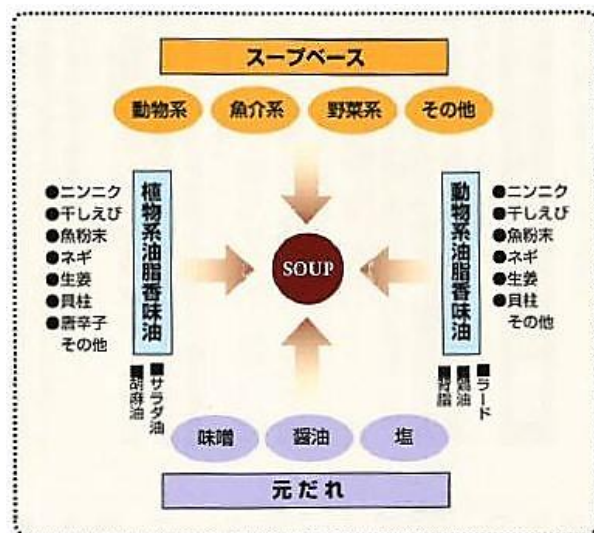 スープベース
動物系
魚介系
野菜系
その他
植物系油脂香味油
●ニンニク
●干しえび
●魚粉末
●ネギ
●生姜
●貝柱
●唐辛子
その他
■サラダ油
■胡麻油
SOUP
動物系油脂香味油
●ニンニク
●干しえび
●魚粉末
●ネギ
●生姜
●貝柱
その他
■ラード
■鶏油
■背脂
味噌
醤油
塩
元だれ